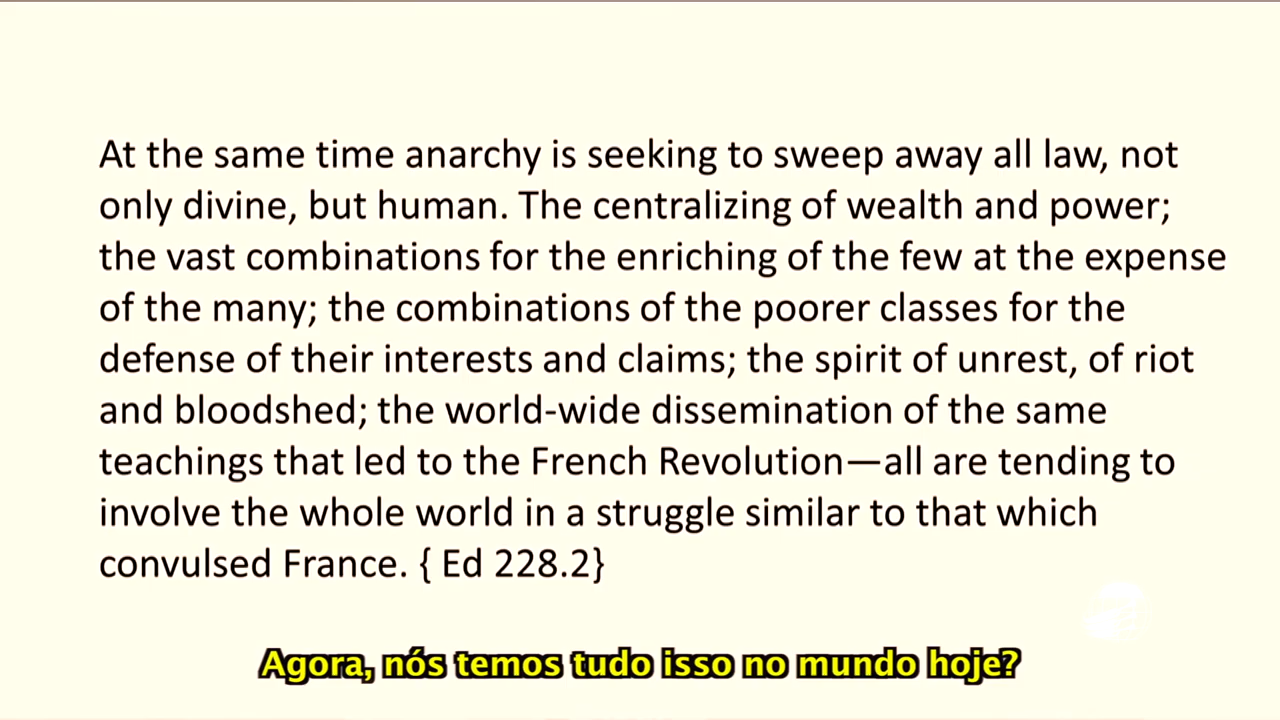 At the same time anarchy is seeking to sweep away all law, not
only divine, but human. The centralizing of wealth and power;
the vast combinations for the enriching of the few at the expense
of the many; the combinations of the poorer classes for the
defense of their interests and claims; the spirit of unrest, of riot
and bloodshed; the world-wide dissemination of the same
teachings that led to the French Revolution—all are tending to
involve the whole world in a struggle similar to that which
convulsed France. { Ed 228.2}
Agora, nós temos tudo isso no mundo hoje?